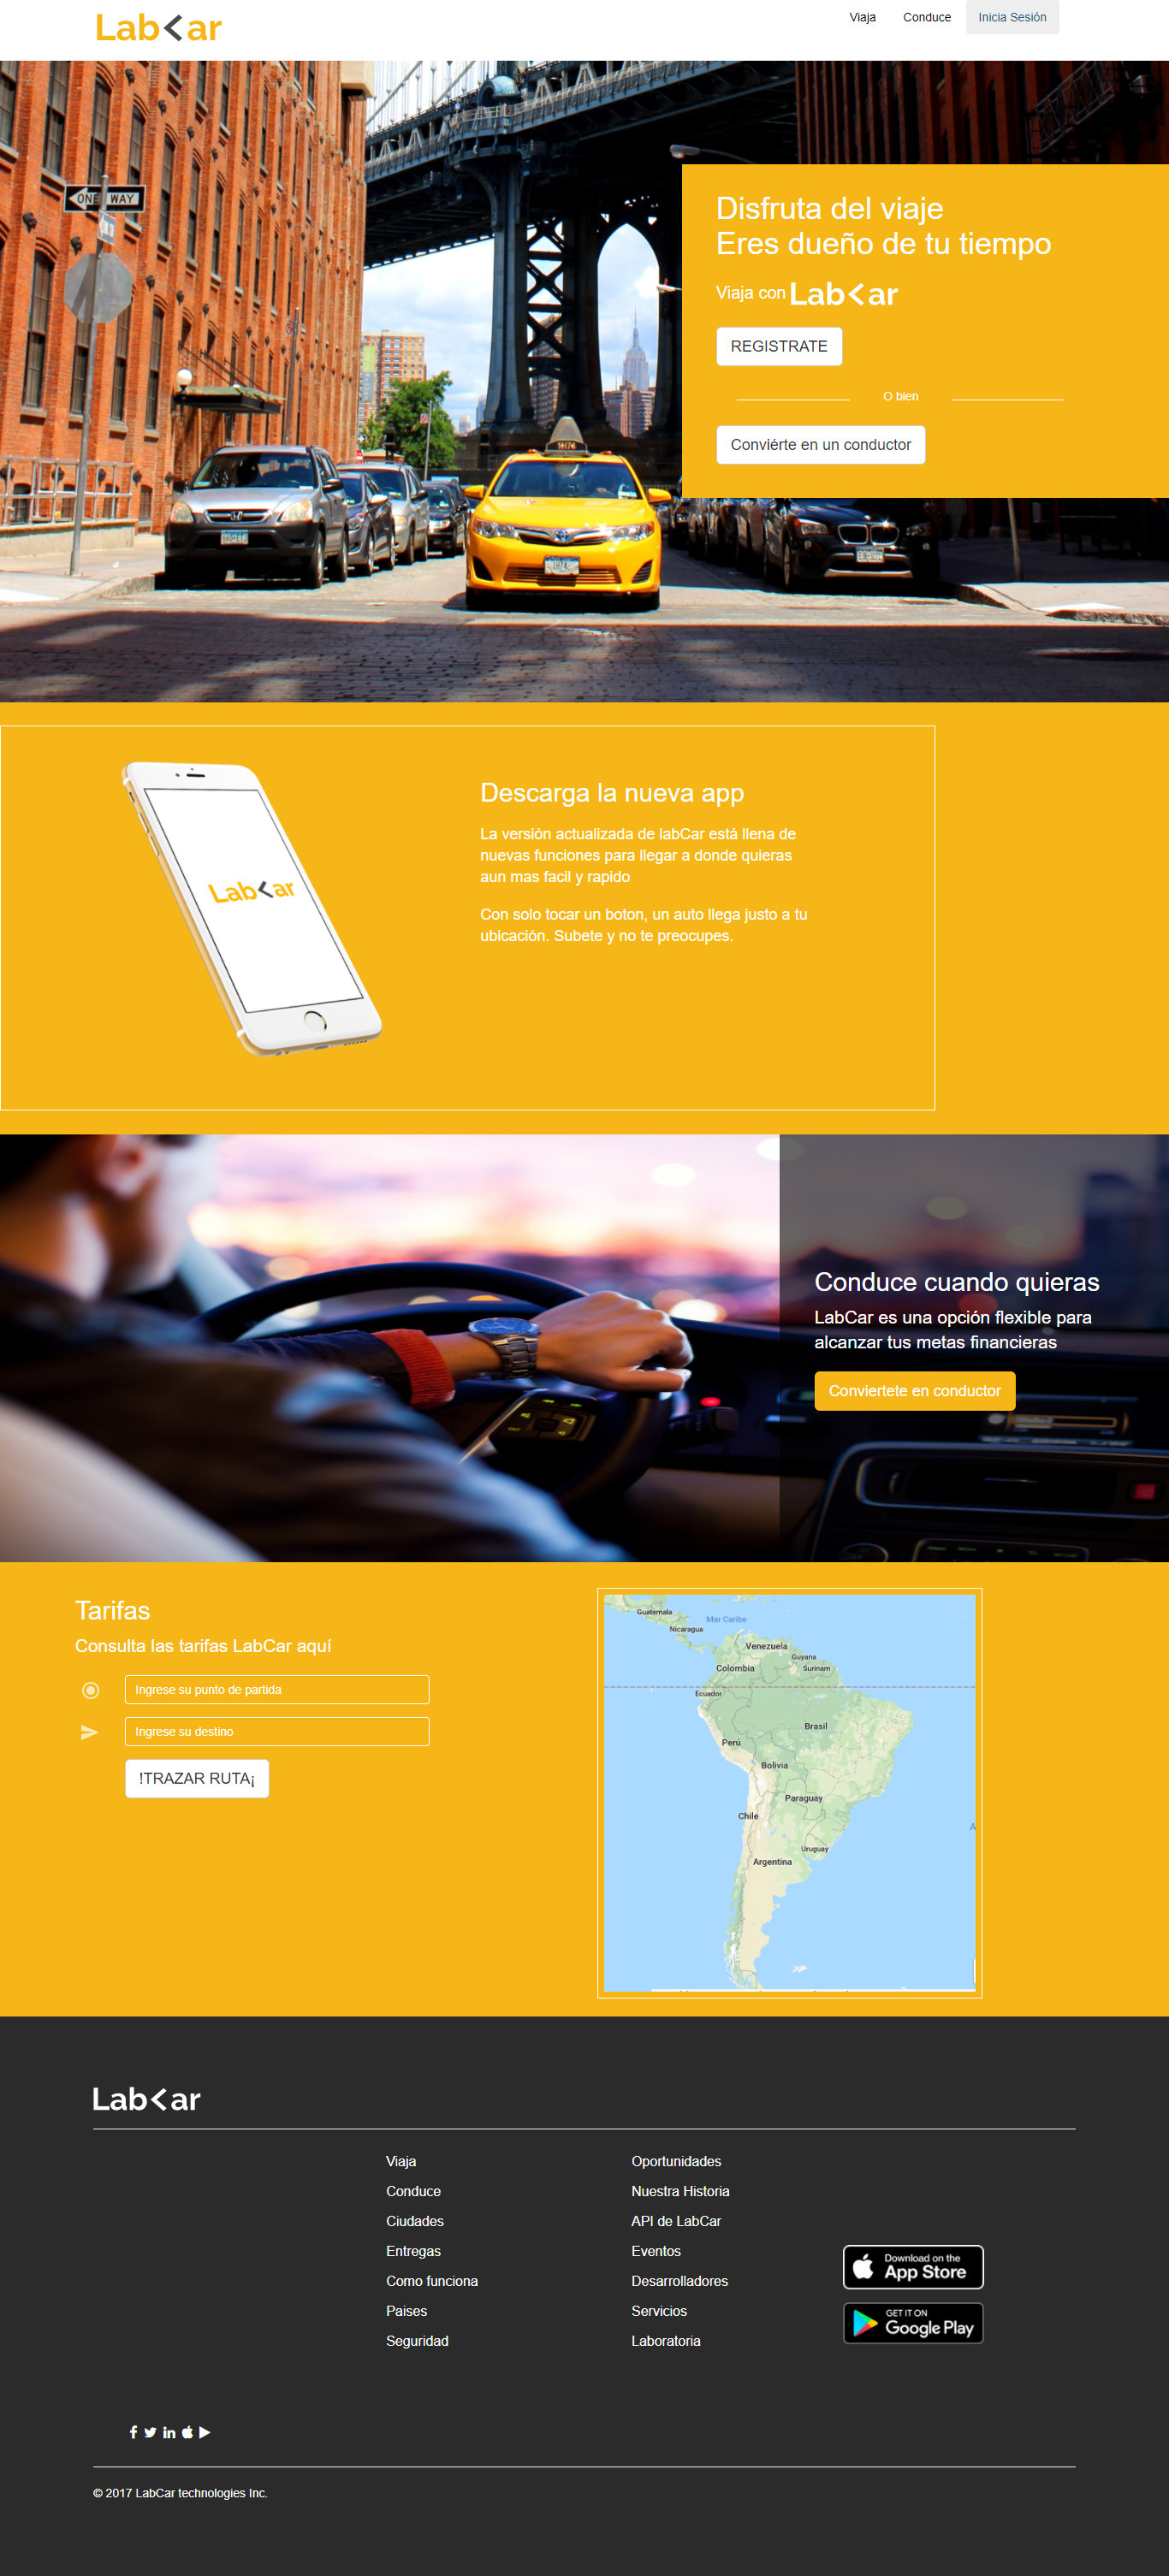 Lab<ar
Viaja
Conduce
Inicia Sesión
ONE WAY
Disfruta del viaje
Eres dueño de tu tiempo
Viaja con Lab<ar
REGISTRATE
O bien
Conviérte en un conductor
Descarga la nueva app
La versión actualizada de labCar está llena de
nuevas funciones para llegar a donde quieras
aun mas facil y rapido
Con solo tocar un boton, un auto llega justo a tu
ubicación. Subete y no te preocupes.
Lab<ar
Conduce cuando quieras
LabCar es una opción flexible para
alcanzar tus metas financieras
Conviertete en conductor
Tarifas
Consulta las tarifas LabCar aquí
Ingrese su punto de partida
Ingrese su destino
!TRAZAR RUTA¡
Guatemala
Mar Caribe
Nicaragua
Venezuela
Guyana
Colombia
Surinam
Ecuador
Brasil
Perú
Bolivia
Paraguay
Chile
Uruguay
Argentina
Lab<ar
Viaja
Conduce
Ciudades
Entregas
Como funciona
Paises
Seguridad
Oportunidades
Nuestra Historia
API de LabCar
Eventos
Desarrolladores
Servicios
Laboratoria
Download on the
App Store
GET IT ON
Google Play
© 2017 LabCar technologies Inc.